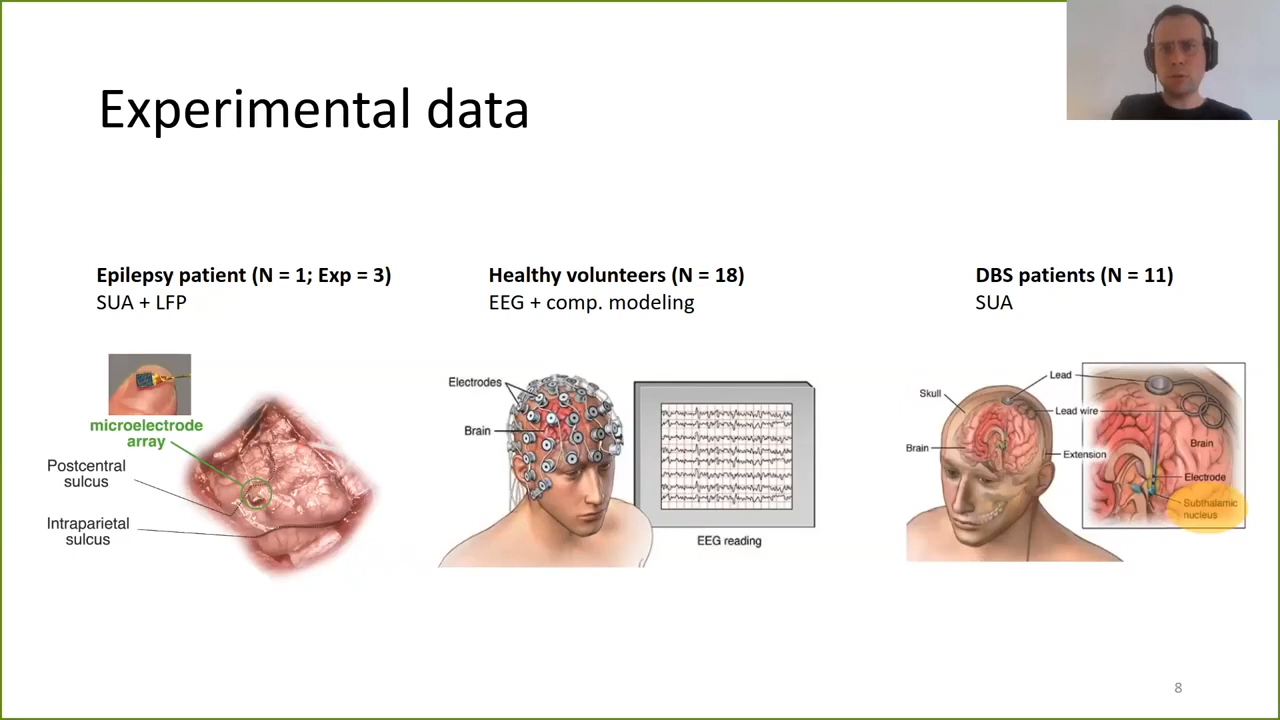 Experimental data
Epilepsy patient (N = 1; Exp = 3)
SUA + LFP
microelectrode
array
Postcentral
sulcus
Intraparietal
sulcus
Healthy volunteers (N = 18)
EEG + comp. modeling
Electrodes
Brain
EEG reading
DBS patients (N = 11)
SUA
Skull
Brain
Lead
Lead wire
Extension
Brain
Electrode
Subthalamic
nucleus
8